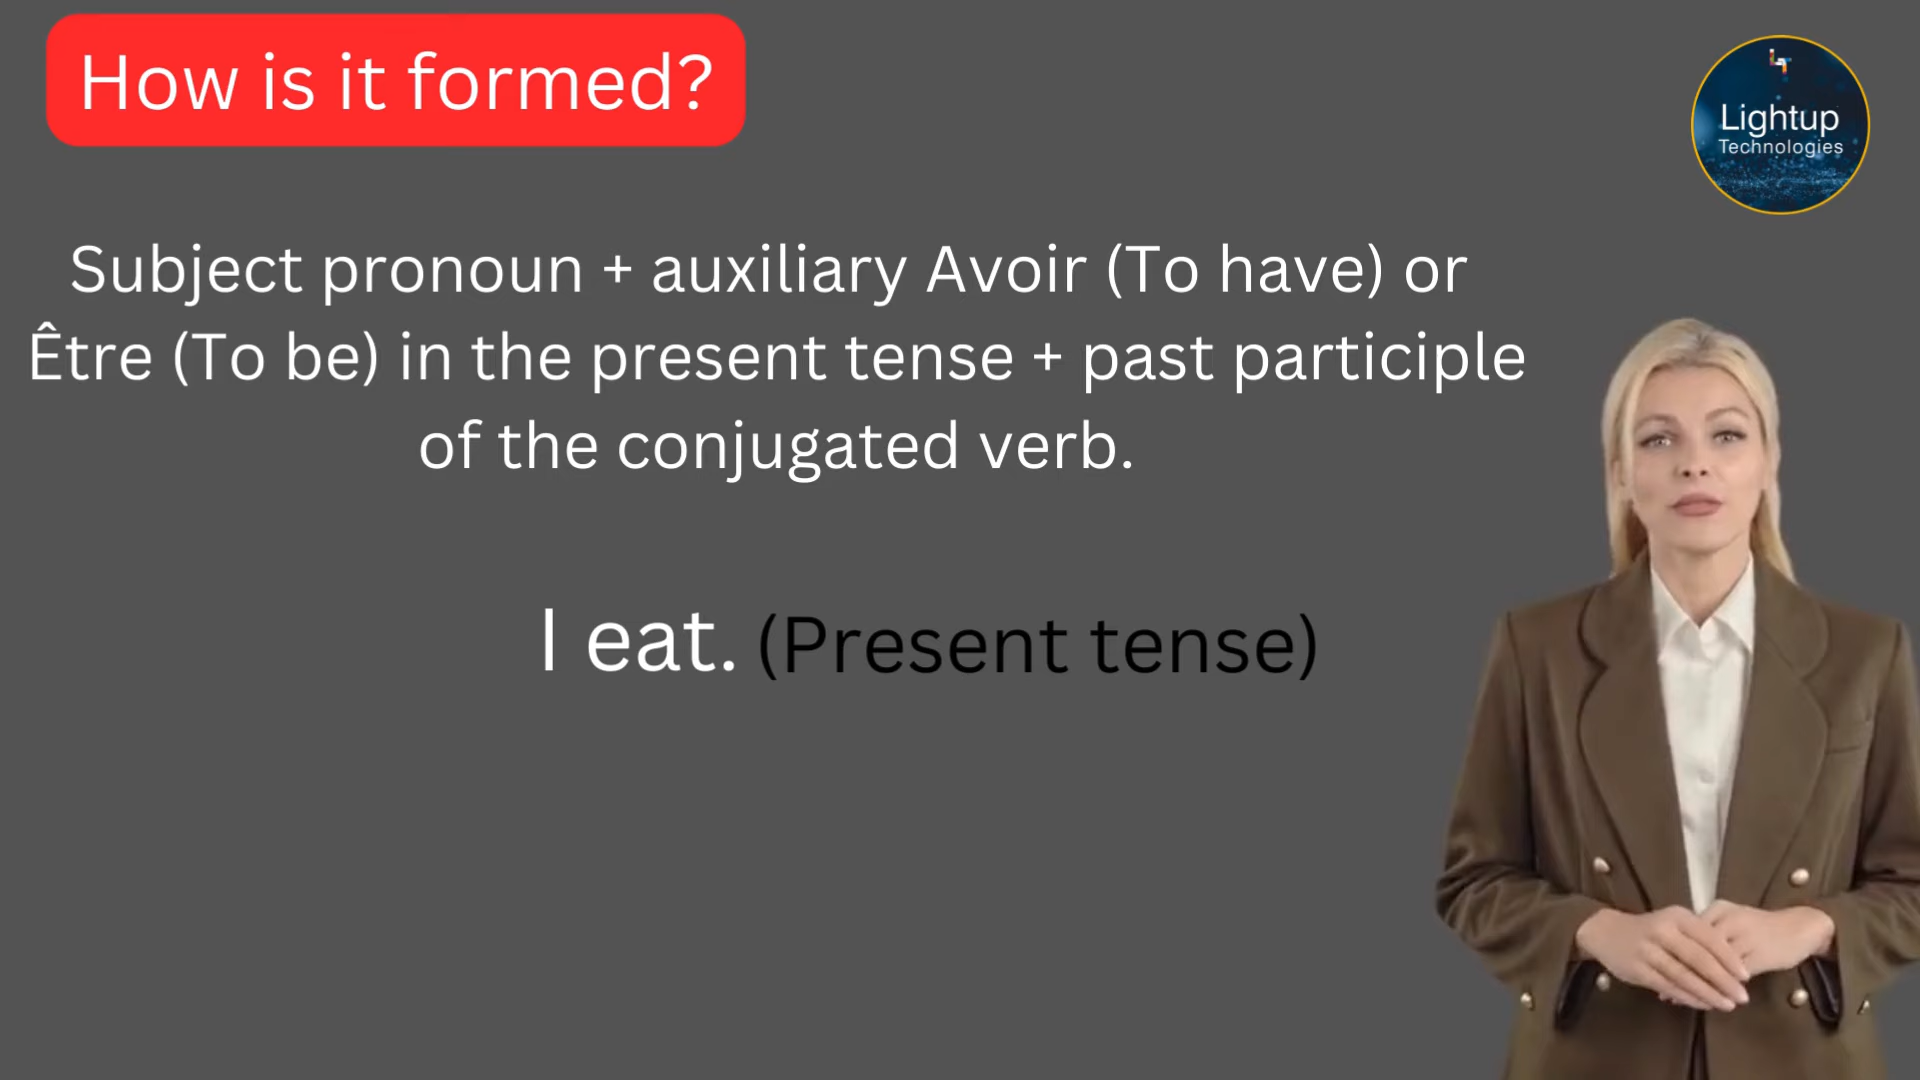 How is it formed?
Lightup
Technologies
Subject pronoun + auxiliary Avoir (To have) or
Être (To be) in the present tense + past participle
of the conjugated verb.
I eat. (Present tense)